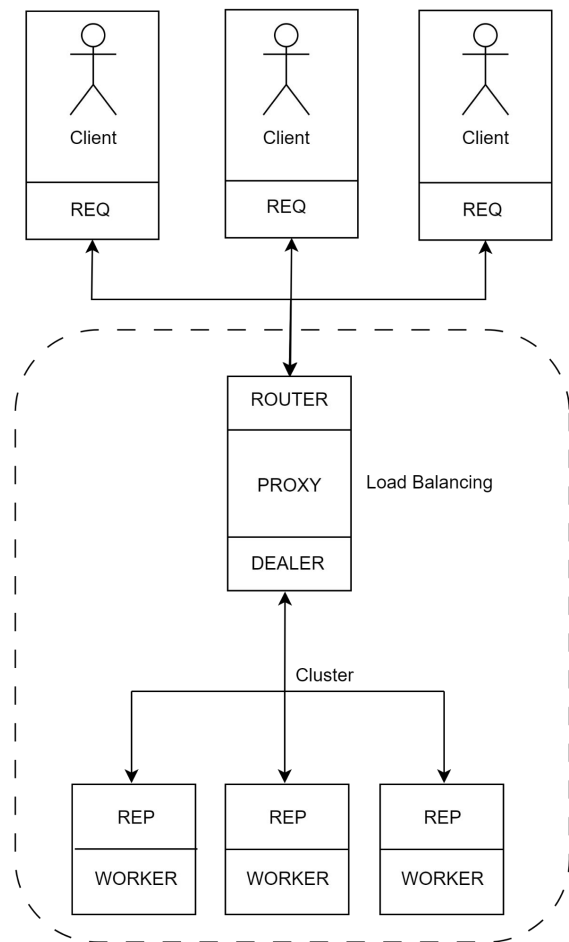 Client
Client
Client
REQ
REQ
REQ
ROUTER
PROXY
Load Balancing
DEALER
Cluster
REP
REP
REP
WORKER
WORKER
WORKER